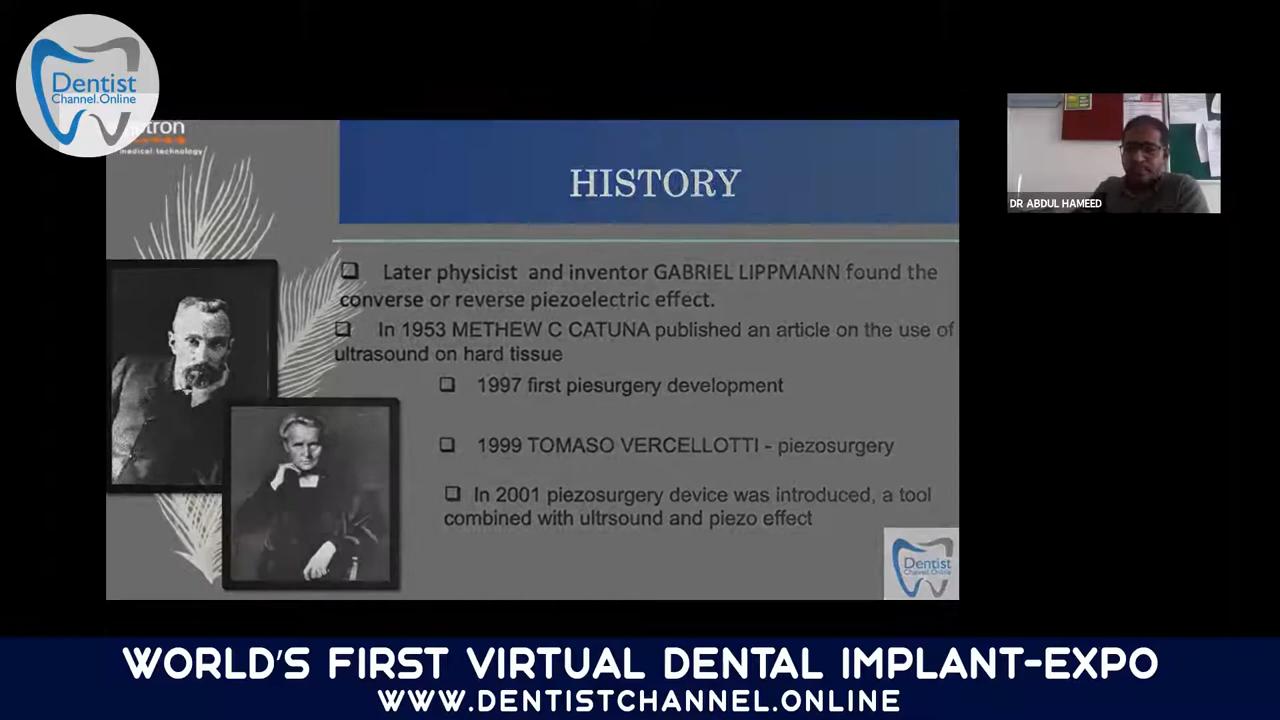 Dentist
Channel.Online
medical technology
HISTORY
DR ABDUL HAMEED
❑ Later physicist and inventor GABRIEL LIPPMANN found the
converse or reverse piezoelectric effect.
❑ In 1953 METHEW C CATUNA published an article on the use of
ultrasound on hard tissue
❑ 1997 first piesurgery development
❑ 1999 TOMASO VERCELLOTTI - piezosurgery
❑ In 2001 piezosurgery device was introduced, a tool
combined with ultrsound and piezo effect
Dentist
Channel.Online
WORLD'S FIRST VIRTUAL DENTAL IMPLANT-EXPO
WWW.DENTISTCHANNEL.ONLINE